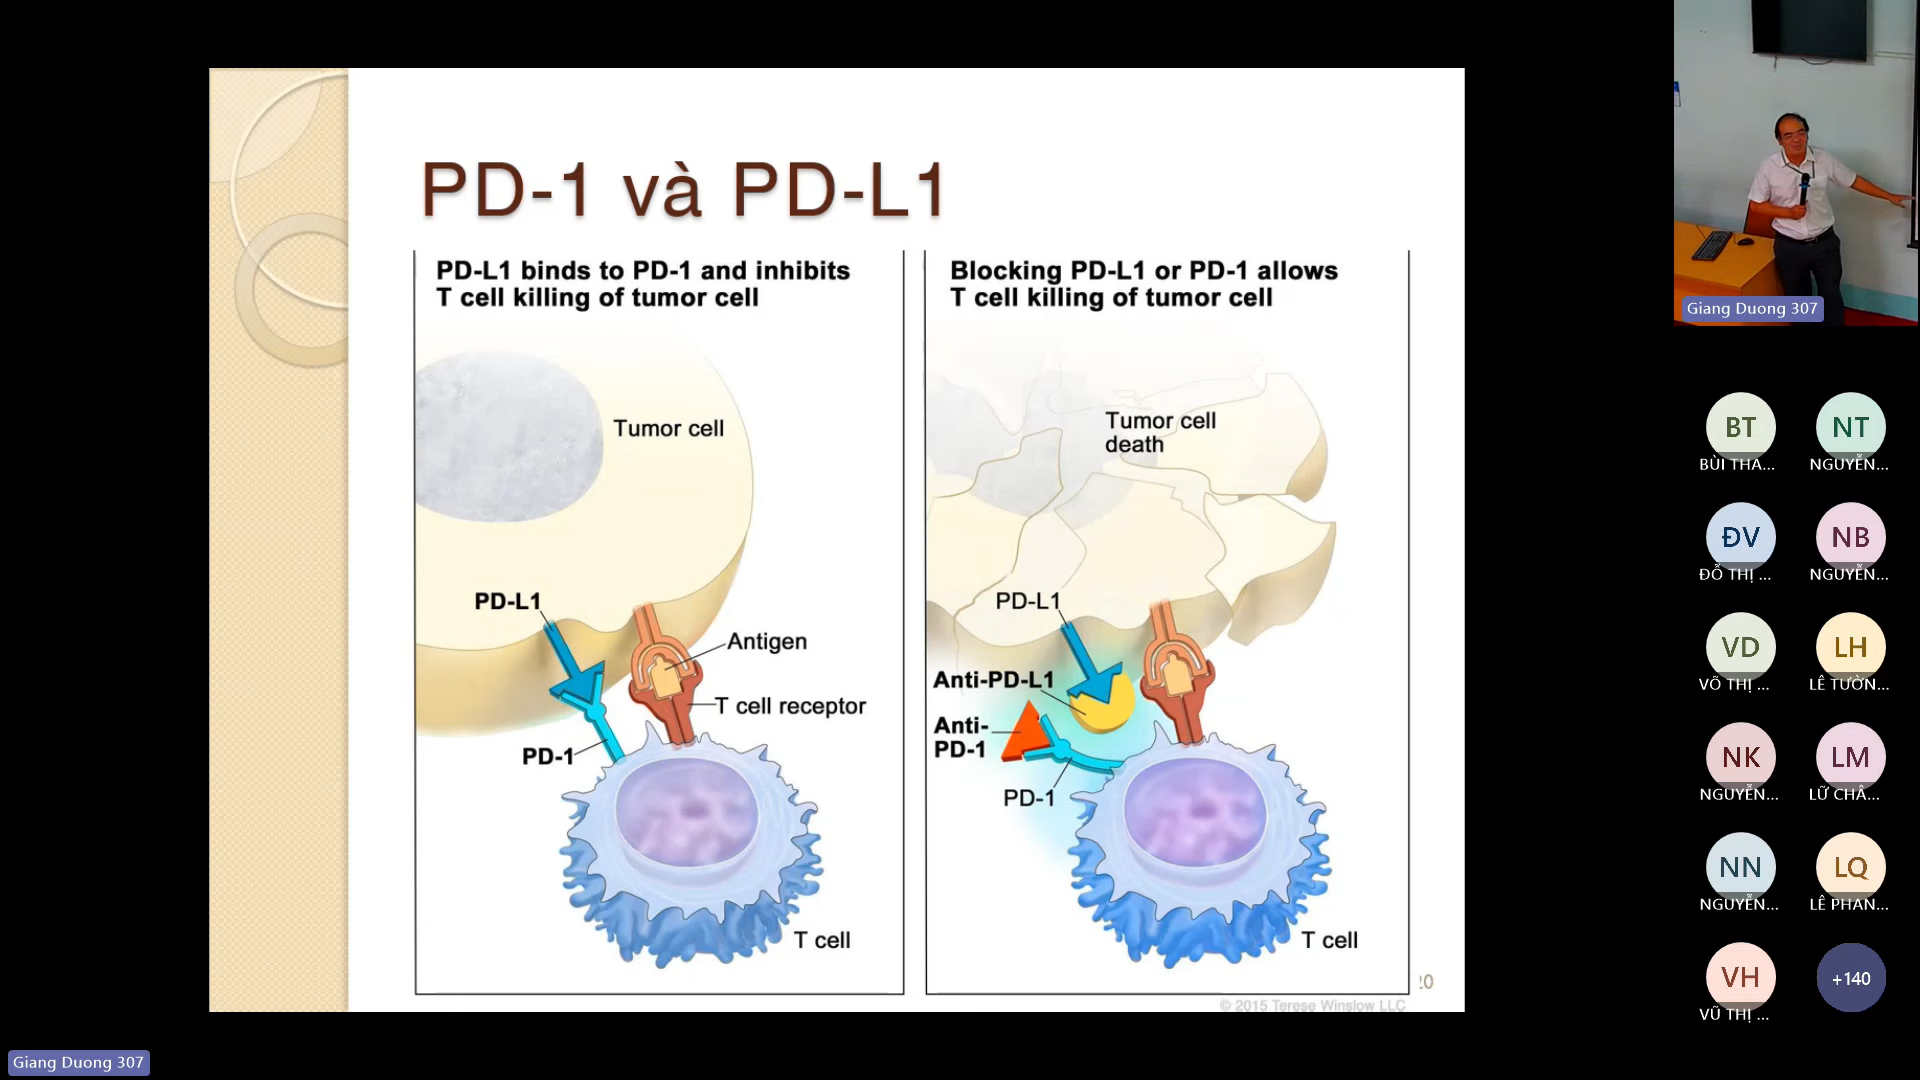 PD-1 và PD-L1
PD-L1 binds to PD-1 and inhibits
T cell killing of tumor cell
Tumor cell
PD-L1
Antigen
T cell receptor
PD-1
T cell
Blocking PD-L1 or PD-1 allows
T cell killing of tumor cell
Tumor cell
death
PD-L1
Anti-PD-L1
Anti-
PD-1
PD-1
T cell
20
© 2015 Terese Winslow LLC
Giang Duong 307
BT
BÙI THA...
NT
NGUYỄN...
ĐV
ĐỖ THỊ ...
NB
NGUYỄN...
VD
VÕ THỊ ...
LH
LÊ TƯỜN...
NK
NGUYỄN...
LM
LỮ CHÂ...
NN
NGUYỄN...
LQ
LÊ PHAN...
VH
VŨ THỊ ...
+140
Giang Duong 307